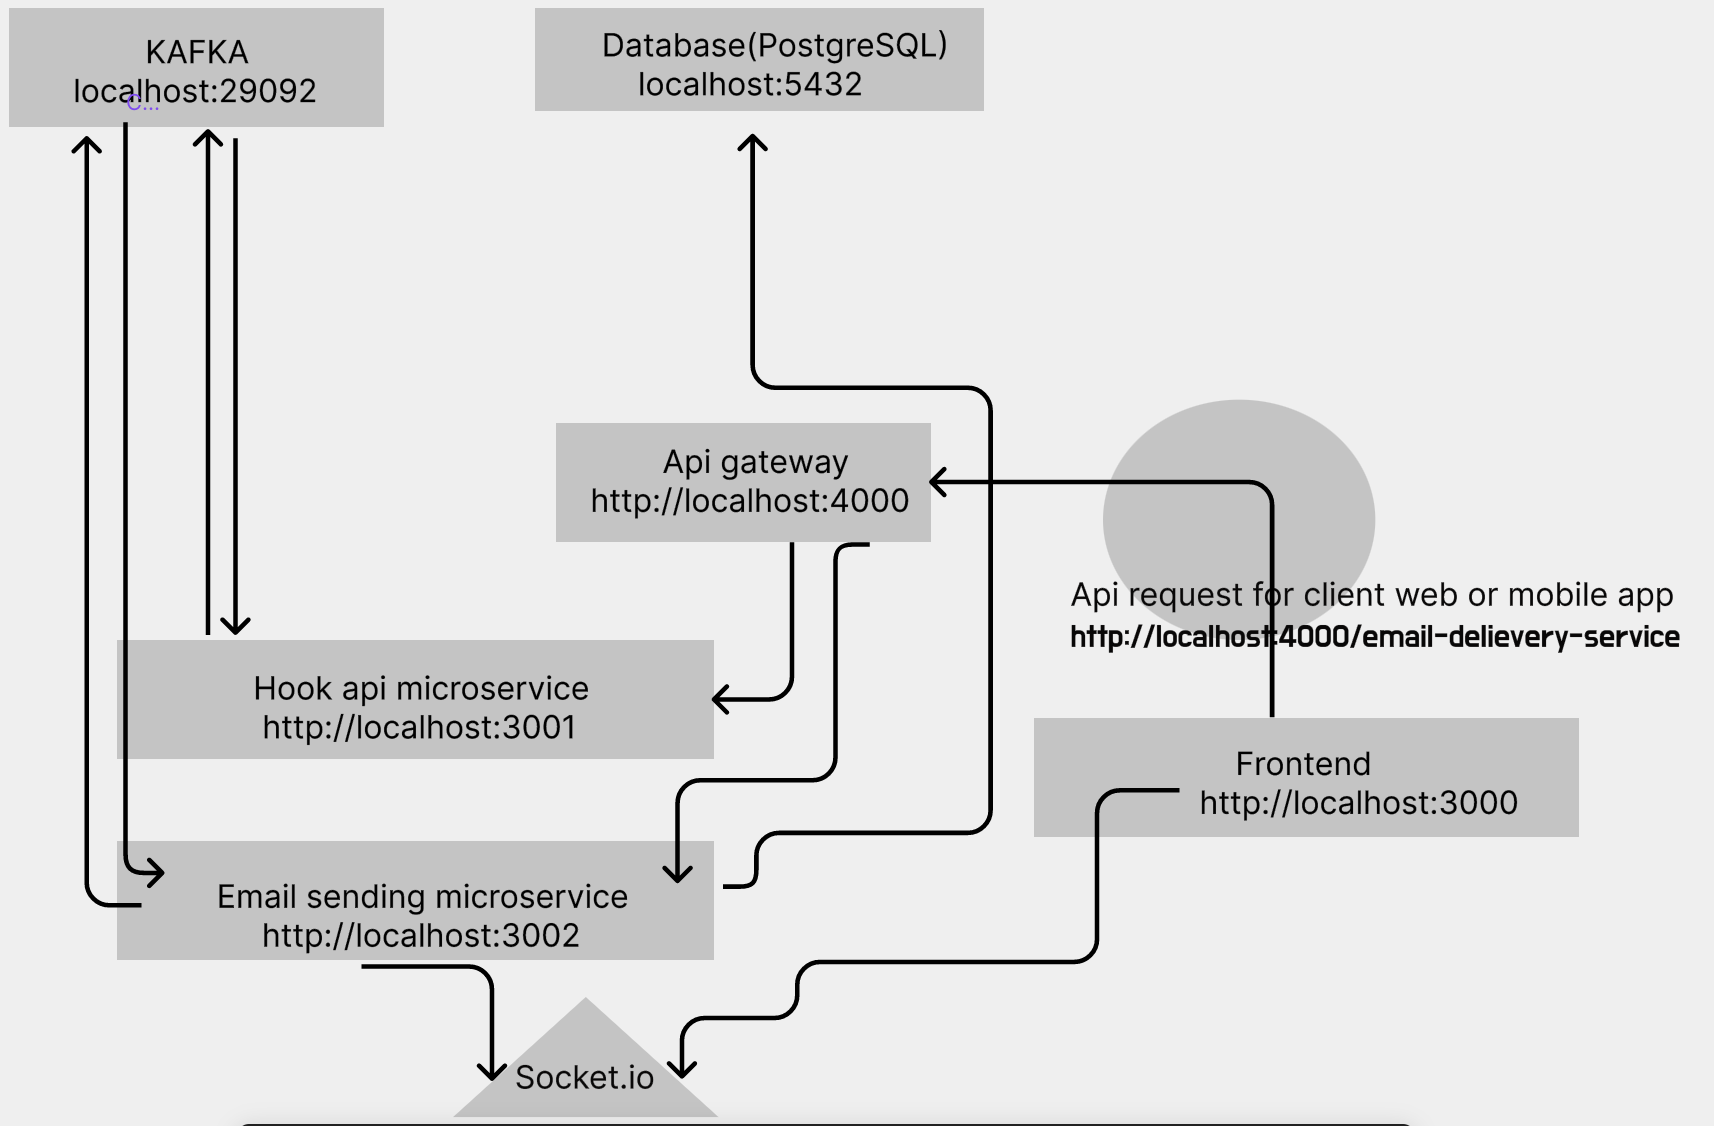 KAFKA
localhost:29092
C...
Database(PostgreSQL)
localhost:5432
Api gateway
http://localhost:4000
Api request for client web or mobile app
http://localhost:4000/email-delievery-service
Hook api microservice
http://localhost:3001
Frontend
http://localhost:3000
Email sending microservice
http://localhost:3002
Socket.io